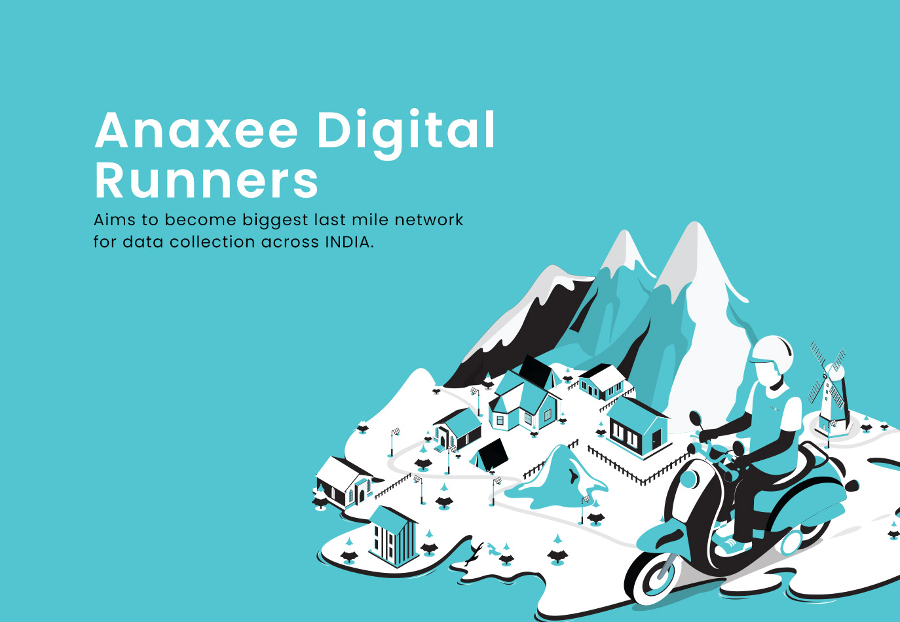 Anaxee Digital
Runners
Aims to become biggest last mile network
for data collection across INDIA.